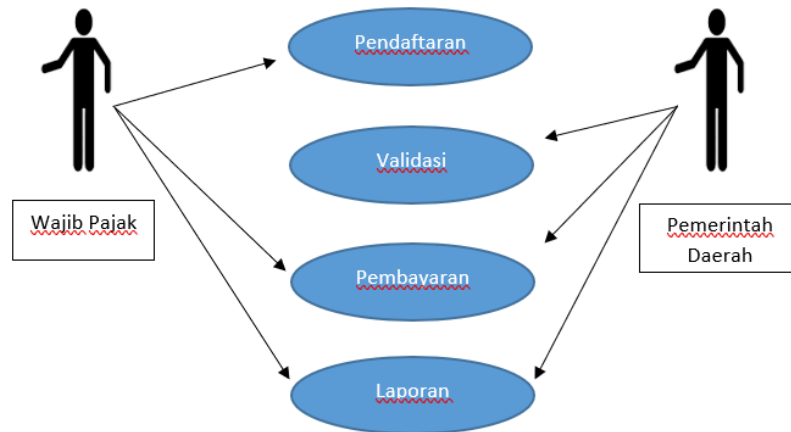 Pendaftaran
Validasi
Wajib Pajak
Pemerintah
Daerah
Pembayaran
Laporan